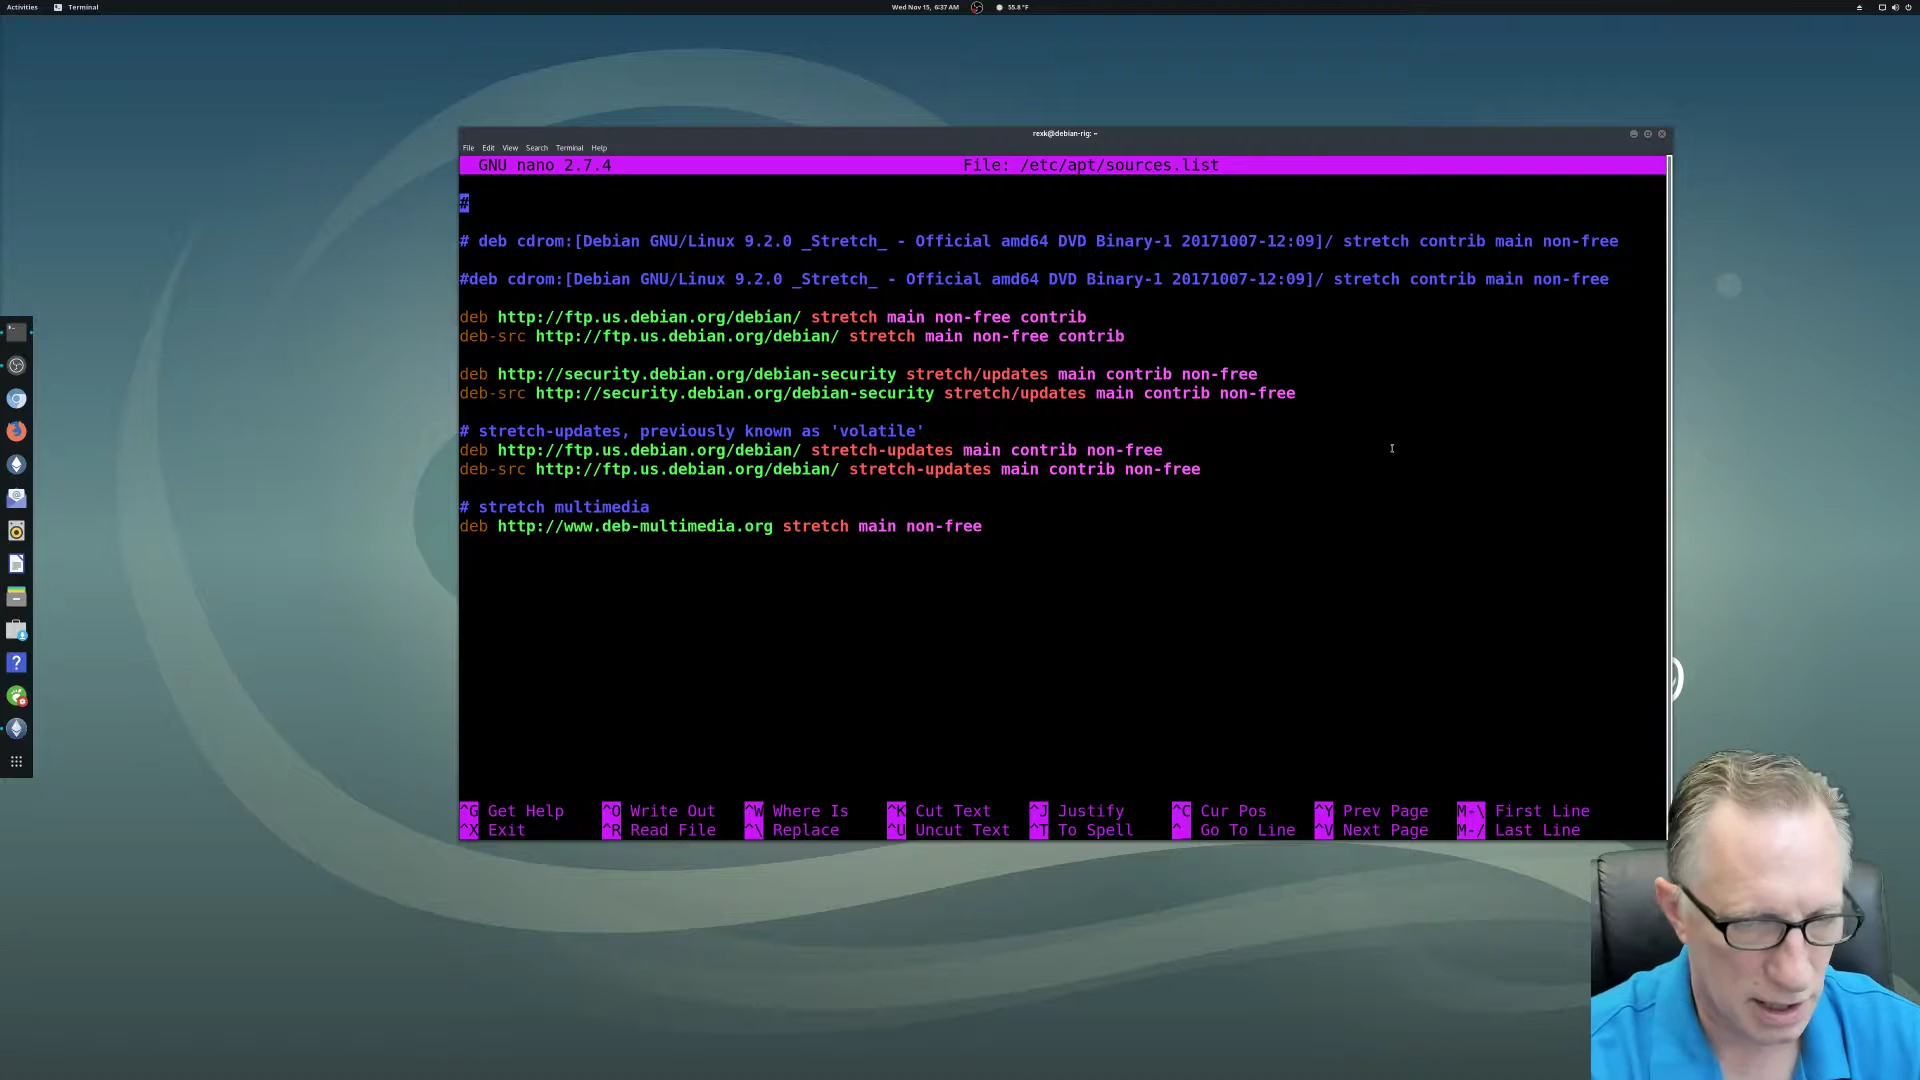 Activities Terminal Wed Nov 15, 6:37 AM 55.8 °F
rexk@debian-rig: ~
File Edit View Search Terminal Help
GNU nano 2.7.4 File: /etc/apt/sources.list
#
# deb cdrom:[Debian GNU/Linux 9.2.0 _Stretch_ - Official amd64 DVD Binary-1 20171007-12:09]/ stretch contrib main non-free
#deb cdrom:[Debian GNU/Linux 9.2.0 _Stretch_ - Official amd64 DVD Binary-1 20171007-12:09]/ stretch contrib main non-free
deb http://ftp.us.debian.org/debian/ stretch main non-free contrib
deb-src http://ftp.us.debian.org/debian/ stretch main non-free contrib
deb http://security.debian.org/debian-security stretch/updates main contrib non-free
deb-src http://security.debian.org/debian-security stretch/updates main contrib non-free
# stretch-updates, previously known as 'volatile'
deb http://ftp.us.debian.org/debian/ stretch-updates main contrib non-free
deb-src http://ftp.us.debian.org/debian/ stretch-updates main contrib non-free
# stretch multimedia
deb http://www.deb-multimedia.org stretch main non-free
^G Get Help ^O Write Out ^W Where Is ^K Cut Text ^J Justify ^C Cur Pos ^Y Prev Page M-\ First Line
^X Exit ^R Read File ^\ Replace ^U Uncut Text ^T To Spell ^_ Go To Line ^V Next Page M-/ Last Line